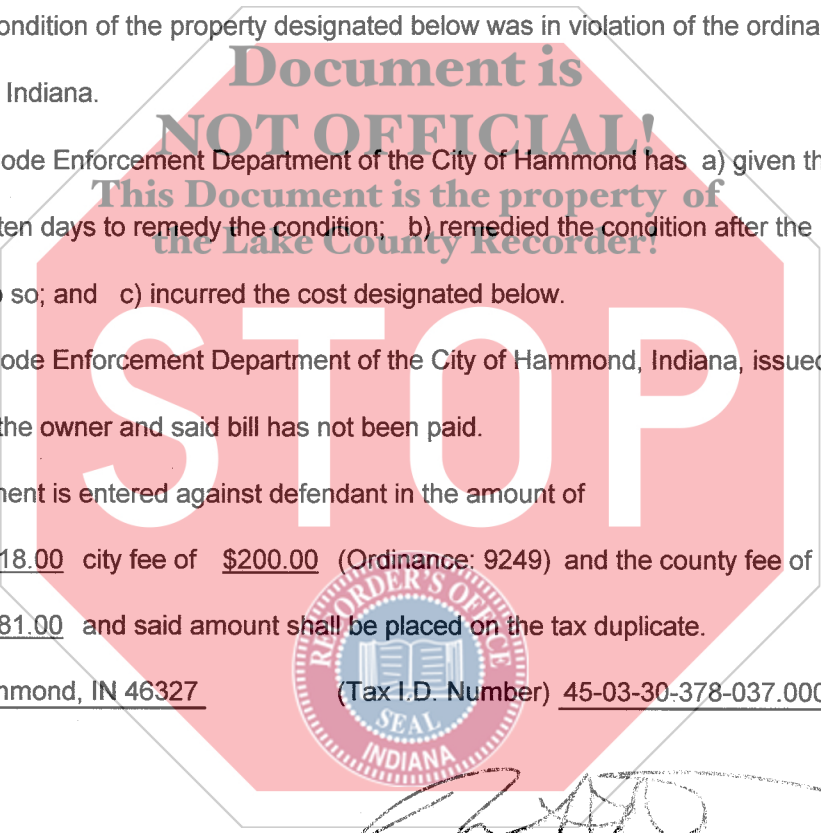 ondition of the property designated below was in violation of the ordina
Document is
Indiana.
NOT OFFICIAL!
ode Enforcement Department of the City of Hammond has a) given th
This Document is the property of
ten days to remedy the condition; b) remedied the condition after the
the Lake County Recorder!
o so; and c) incurred the cost designated below.
STOP
ode Enforcement Department of the City of Hammond, Indiana, issued
the owner and said bill has not been paid.
ment is entered against defendant in the amount of
18.00 city fee of $200.00 (Ordinance: 9249) and the county fee of
81.00 and said amount shall be placed on the tax duplicate.
mmond, IN 46327 (Tax I.D. Number) 45-03-30-378-037.000
RECORDER'S OFFICE
SEAL
INDIANA